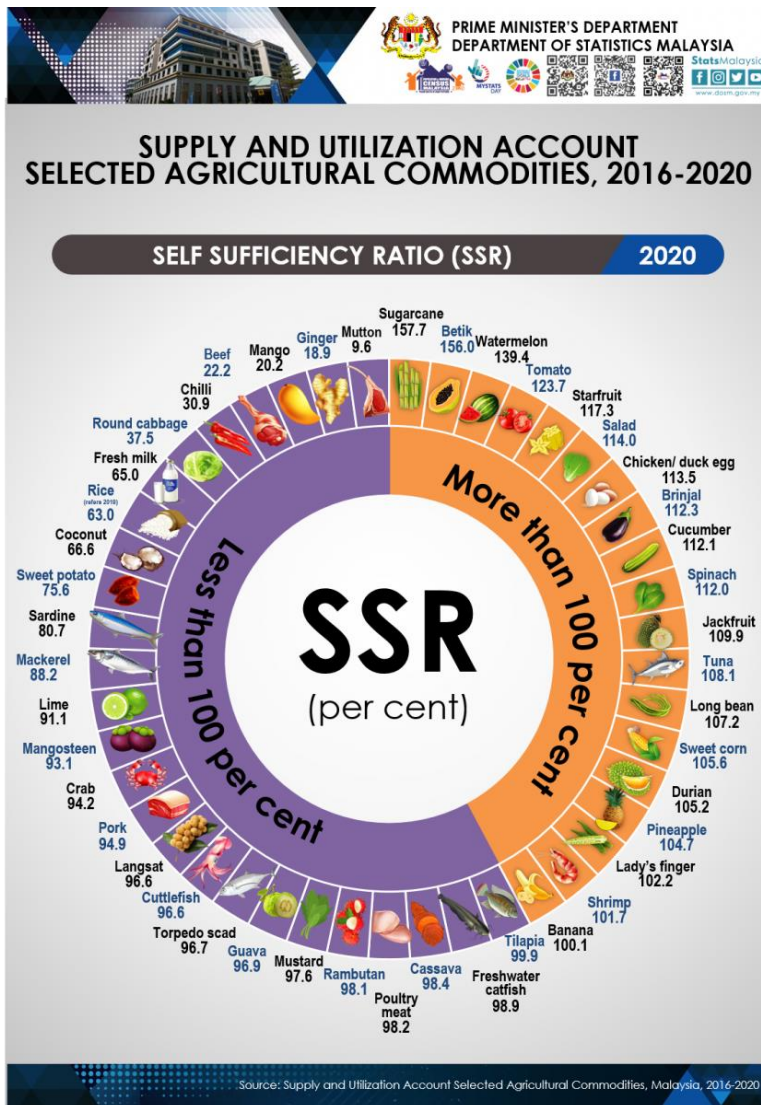 PRIME MINISTER'S DEPARTMENT
DEPARTMENT OF STATISTICS MALAYSIA
StatsMalaysia
MYSTATS
DAY
www.dosm.gov.my
SUPPLY AND UTILIZATION ACCOUNT
SELECTED AGRICULTURAL COMMODITIES, 2016-2020
SELF SUFFICIENCY RATIO (SSR)
2020
Sugarcane
157.7
Betik
156.0
Watermelon
139.4
Tomato
123.7
Starfruit
117.3
Salad
114.0
Chicken/ duck egg
113.5
Brinjal
112.3
Cucumber
112.1
Spinach
112.0
Jackfruit
109.9
Tuna
108.1
Long bean
107.2
Sweet corn
105.6
Durian
105.2
Pineapple
104.7
Lady's finger
102.2
Shrimp
101.7
Banana
100.1
Tilapia
99.9
Freshwater
catfish
98.9
Cassava
98.4
Poultry
meat
98.2
Rambutan
98.1
Mustard
97.6
Guava
96.9
Torpedo scad
96.7
Cuttlefish
96.6
Langsat
96.6
Pork
94.9
Crab
94.2
Mangosteen
93.1
Lime
91.1
Mackerel
88.2
Sardine
80.7
Sweet potato
75.6
Coconut
66.6
Rice
63.0
Fresh milk
65.0
Round cabbage
37.5
Chilli
30.9
Beef
22.2
Mango
20.2
Ginger
18.9
Mutton
9.6
More than 100 per cent
Less than 100 per cent
SSR
(per cent)
Source: Supply and Utilization Account Selected Agricultural Commodities, Malaysia, 2016-2020